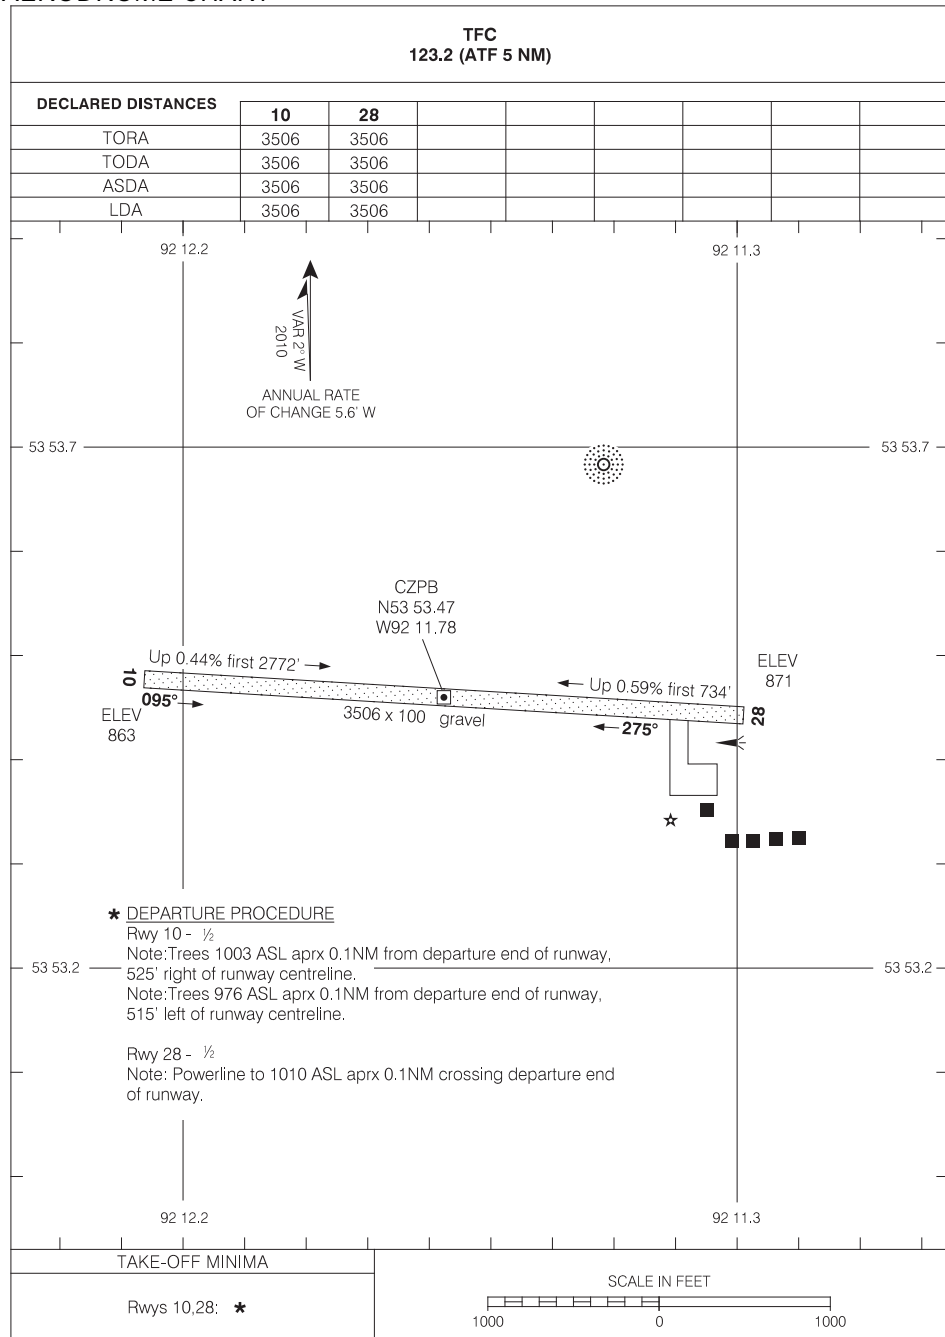 AERODROME CHART
TFC
123.2 (ATF 5 NM)
DECLARED DISTANCES
10 28
TORA 3506 3506
TODA 3506 3506
ASDA 3506 3506
LDA 3506 3506
92 12.2 92 11.3
VAR 2° W
2010
ANNUAL RATE
OF CHANGE 5.6' W
53 53.7 53 53.7
CZPB
N53 53.47
W92 11.78
Up 0.44% first 2772'
ELEV
871
Up 0.59% first 734'
10
28
095°
ELEV
863
3506 x 100 gravel
275°
* DEPARTURE PROCEDURE
Rwy 10 - ½
Note:Trees 1003 ASL aprx 0.1NM from departure end of runway,
53 53.2 53 53.2
525' right of runway centreline.
Note:Trees 976 ASL aprx 0.1NM from departure end of runway,
515' left of runway centreline.
Rwy 28 - ½
Note: Powerline to 1010 ASL aprx 0.1NM crossing departure end
of runway.
92 12.2 92 11.3
TAKE-OFF MINIMA
Rwys 10,28: *
SCALE IN FEET
1000 0 1000